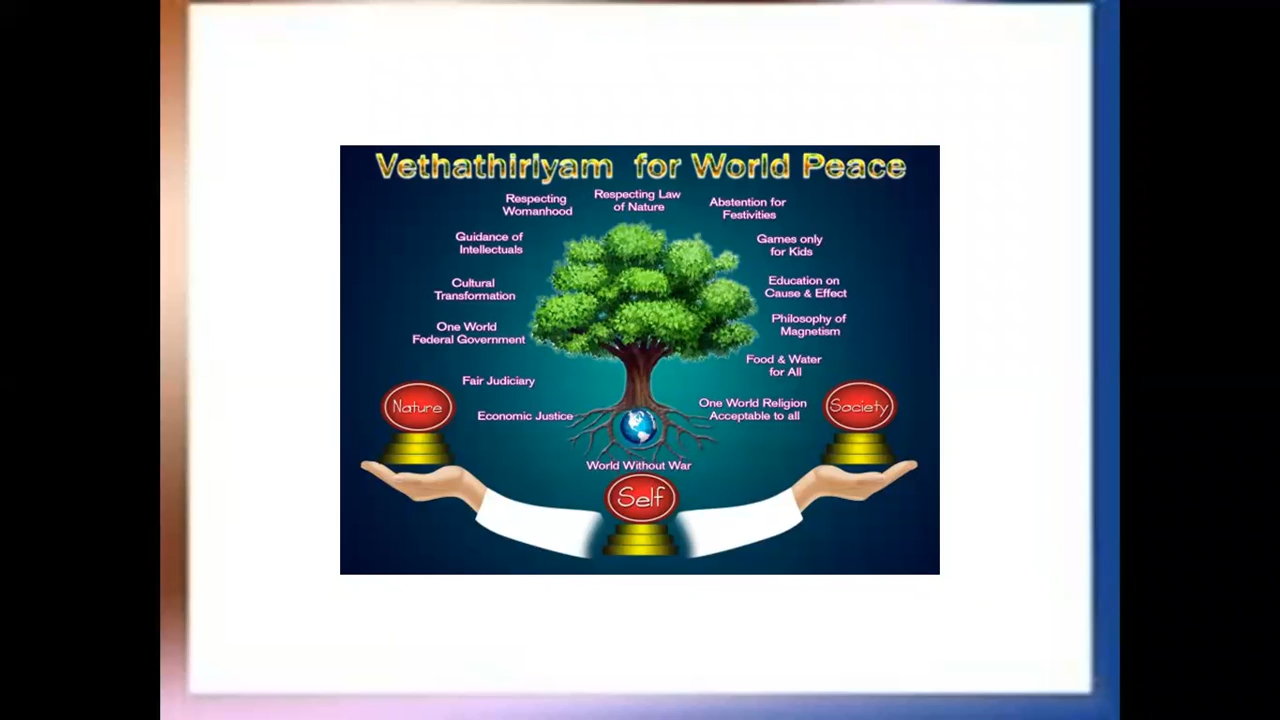 Vethathiriyam for World Peace
Respecting Law
of Nature
Respecting
Womanhood
Abstention for
Festivities
Guidance of
Intellectuals
Games only
for Kids
Cultural
Transformation
Education on
Cause & Effect
One World
Federal Government
Philosophy of
Magnetism
Food & Water
for All
Fair Judiciary
Economic Justice
One World Religion
Acceptable to all
Nature
Society
World Without War
Self